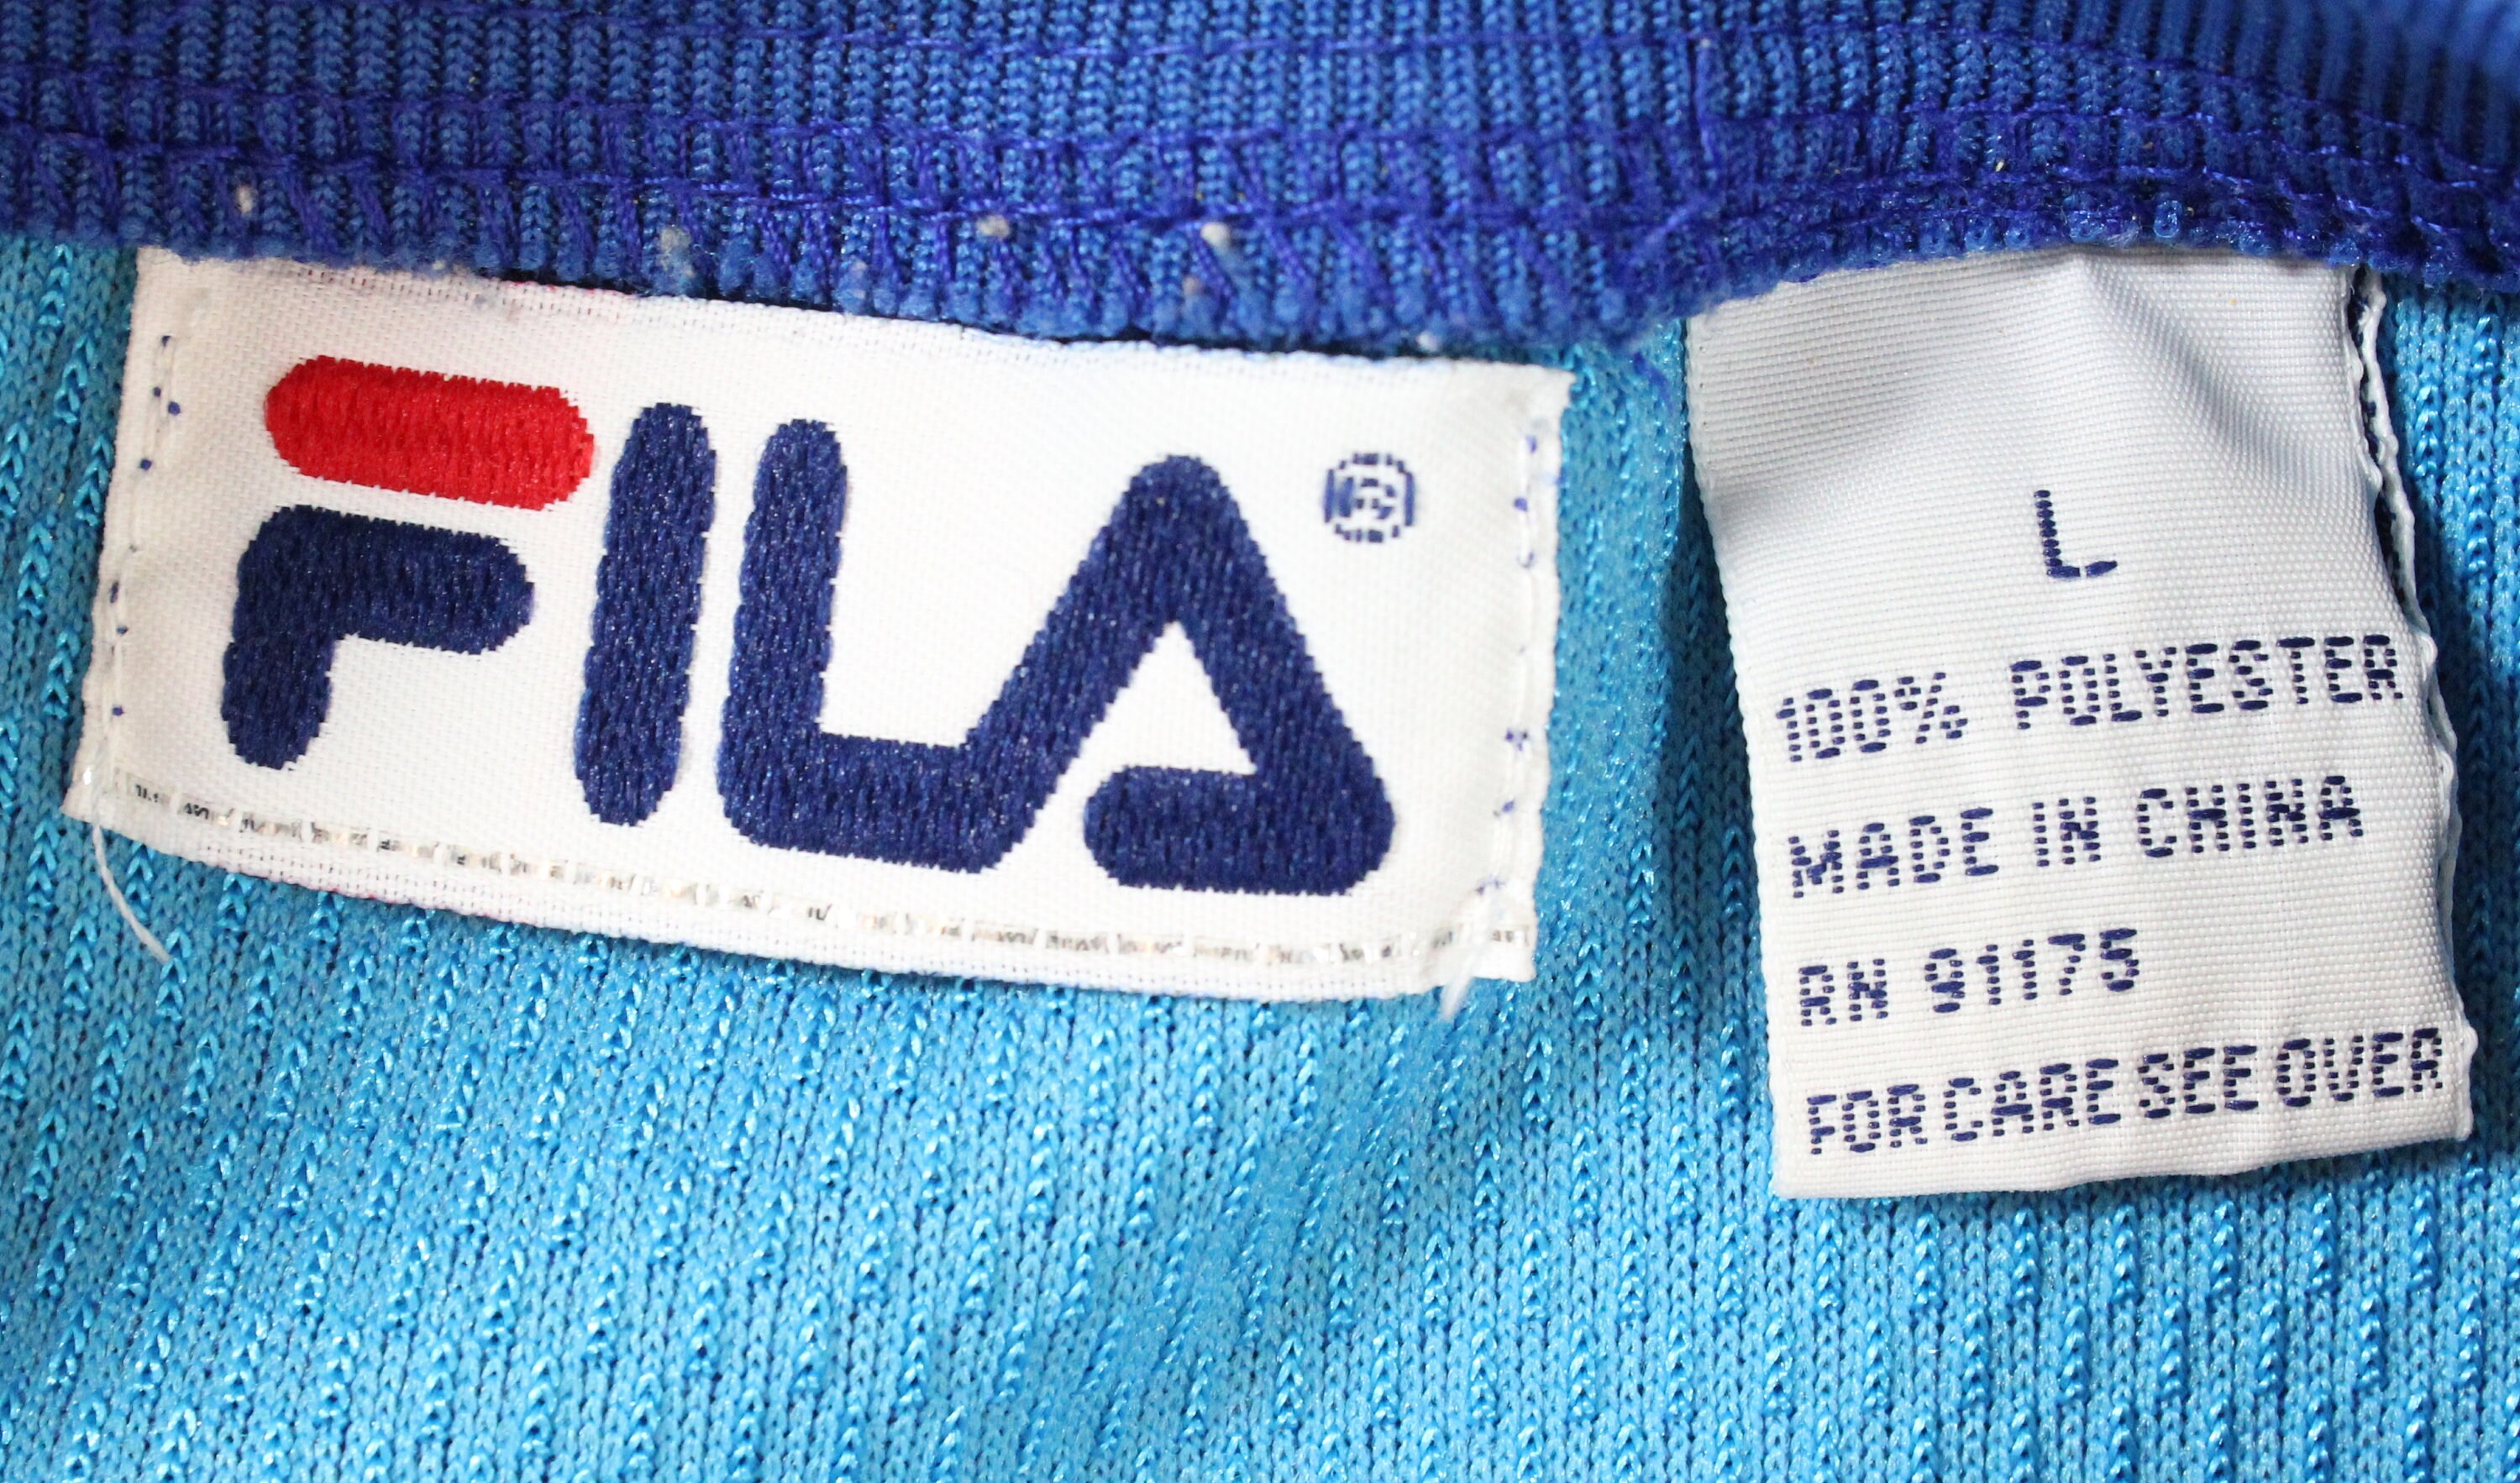 FILA®
L
100% POLYESTER
MADE IN CHINA
RN 91175
FOR CARE SEE OVER